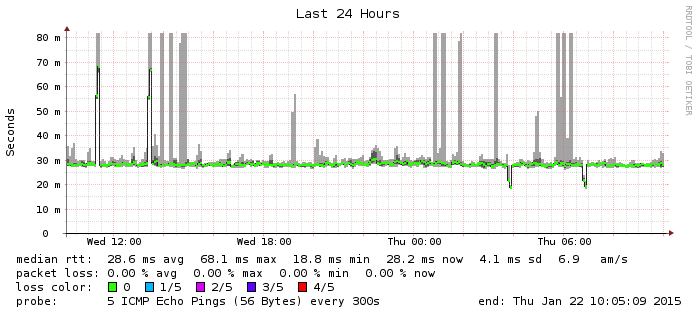 Last 24 Hours
RRDTOOL / TOBI OETIKER
Seconds
80 m
70 m
60 m
50 m
40 m
30 m
20 m
10 m
0
Wed 12:00 Wed 18:00 Thu 00:00 Thu 06:00
median rtt: 28.6 ms avg 68.1 ms max 18.8 ms min 28.2 ms now 4.1 ms sd 6.9 am/s
packet loss: 0.00 % avg 0.00 % max 0.00 % min 0.00 % now
loss color: 0 1/5 2/5 3/5 4/5
probe: 5 ICMP Echo Pings (56 Bytes) every 300s end: Thu Jan 22 10:05:09 2015